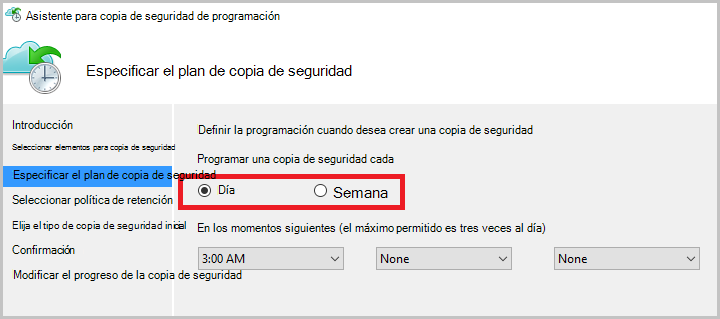 Asistente para copia de seguridad de programación
Especificar el plan de copia de seguridad
Introducción
Seleccionar elementos para copia de seguridad
Especificar el plan de copia de seguridad
Seleccionar política de retención
Elija el tipo de copia de seguridad inicial
Confirmación
Modificar el progreso de la copia de seguridad
Definir la programación cuando desea crear una copia de seguridad
Programar una copia de seguridad cada
Día Semana
En los momentos siguientes (el máximo permitido es tres veces al día)
3:00 AM None None